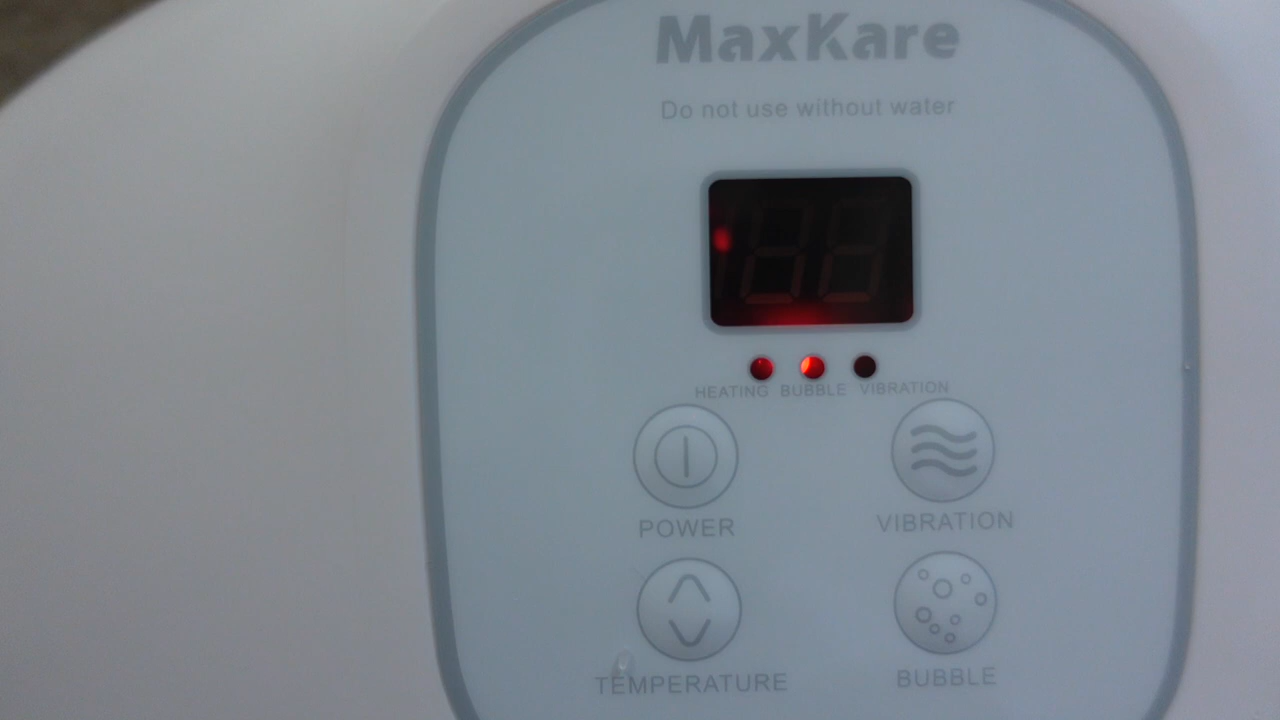 MaxKare
Do not use without water
HEATING BUBBLE VIBRATION
POWER
VIBRATION
TEMPERATURE
BUBBLE